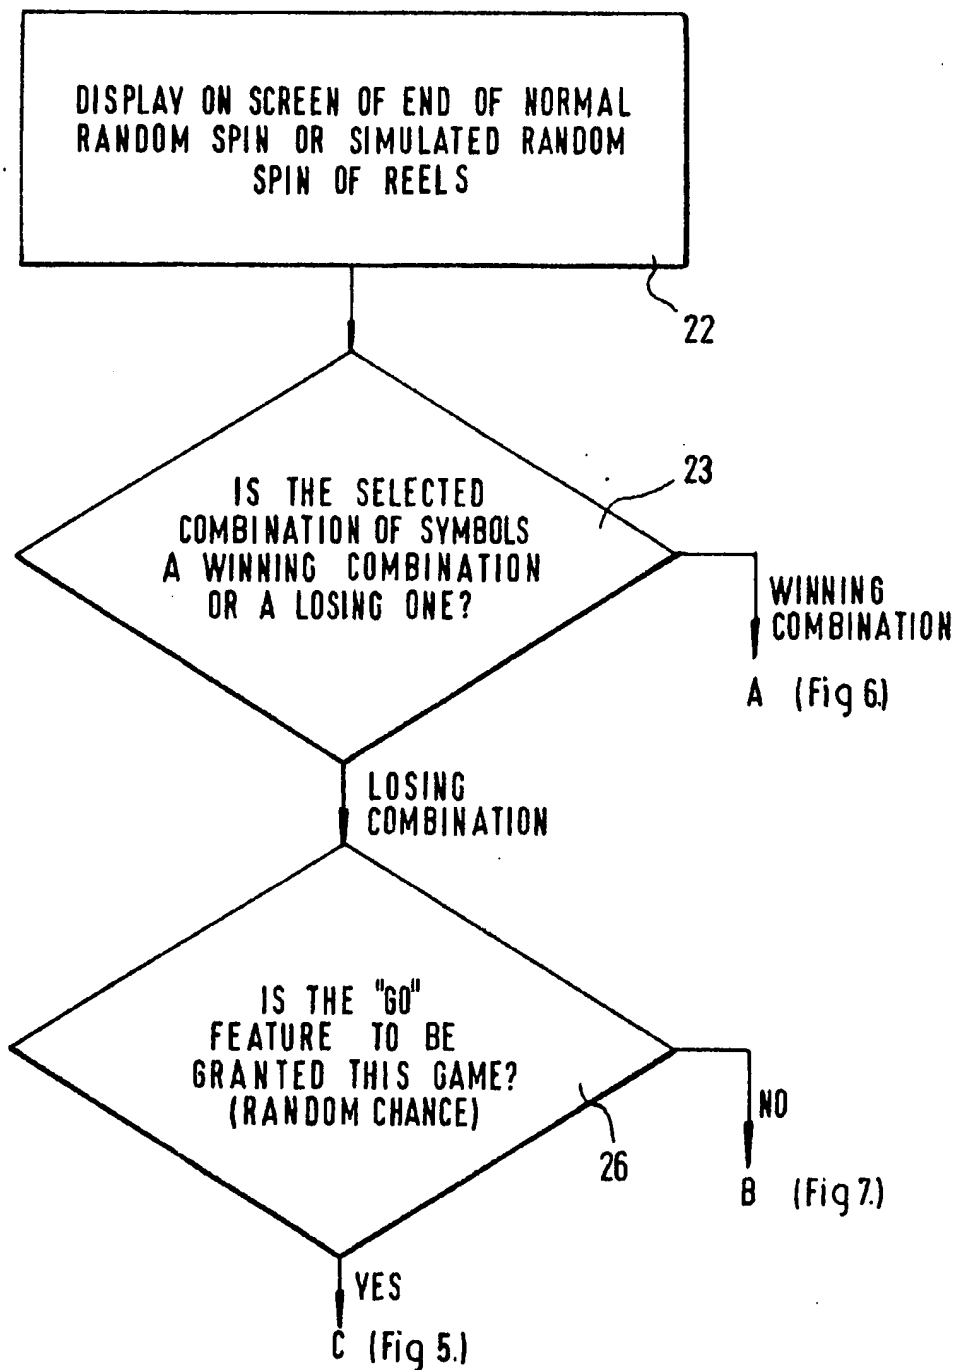 DISPLAY ON SCREEN OF END OF NORMAL
RANDOM SPIN OR SIMULATED RANDOM
SPIN OF REELS
22
23
IS THE SELECTED
COMBINATION OF SYMBOLS
A WINNING COMBINATION
OR A LOSING ONE?
WINNING
COMBINATION
A (Fig 6.)
LOSING
COMBINATION
IS THE "GO"
FEATURE TO BE
GRANTED THIS GAME?
(RANDOM CHANCE)
26
NO
B (Fig 7.)
YES
C (Fig 5.)